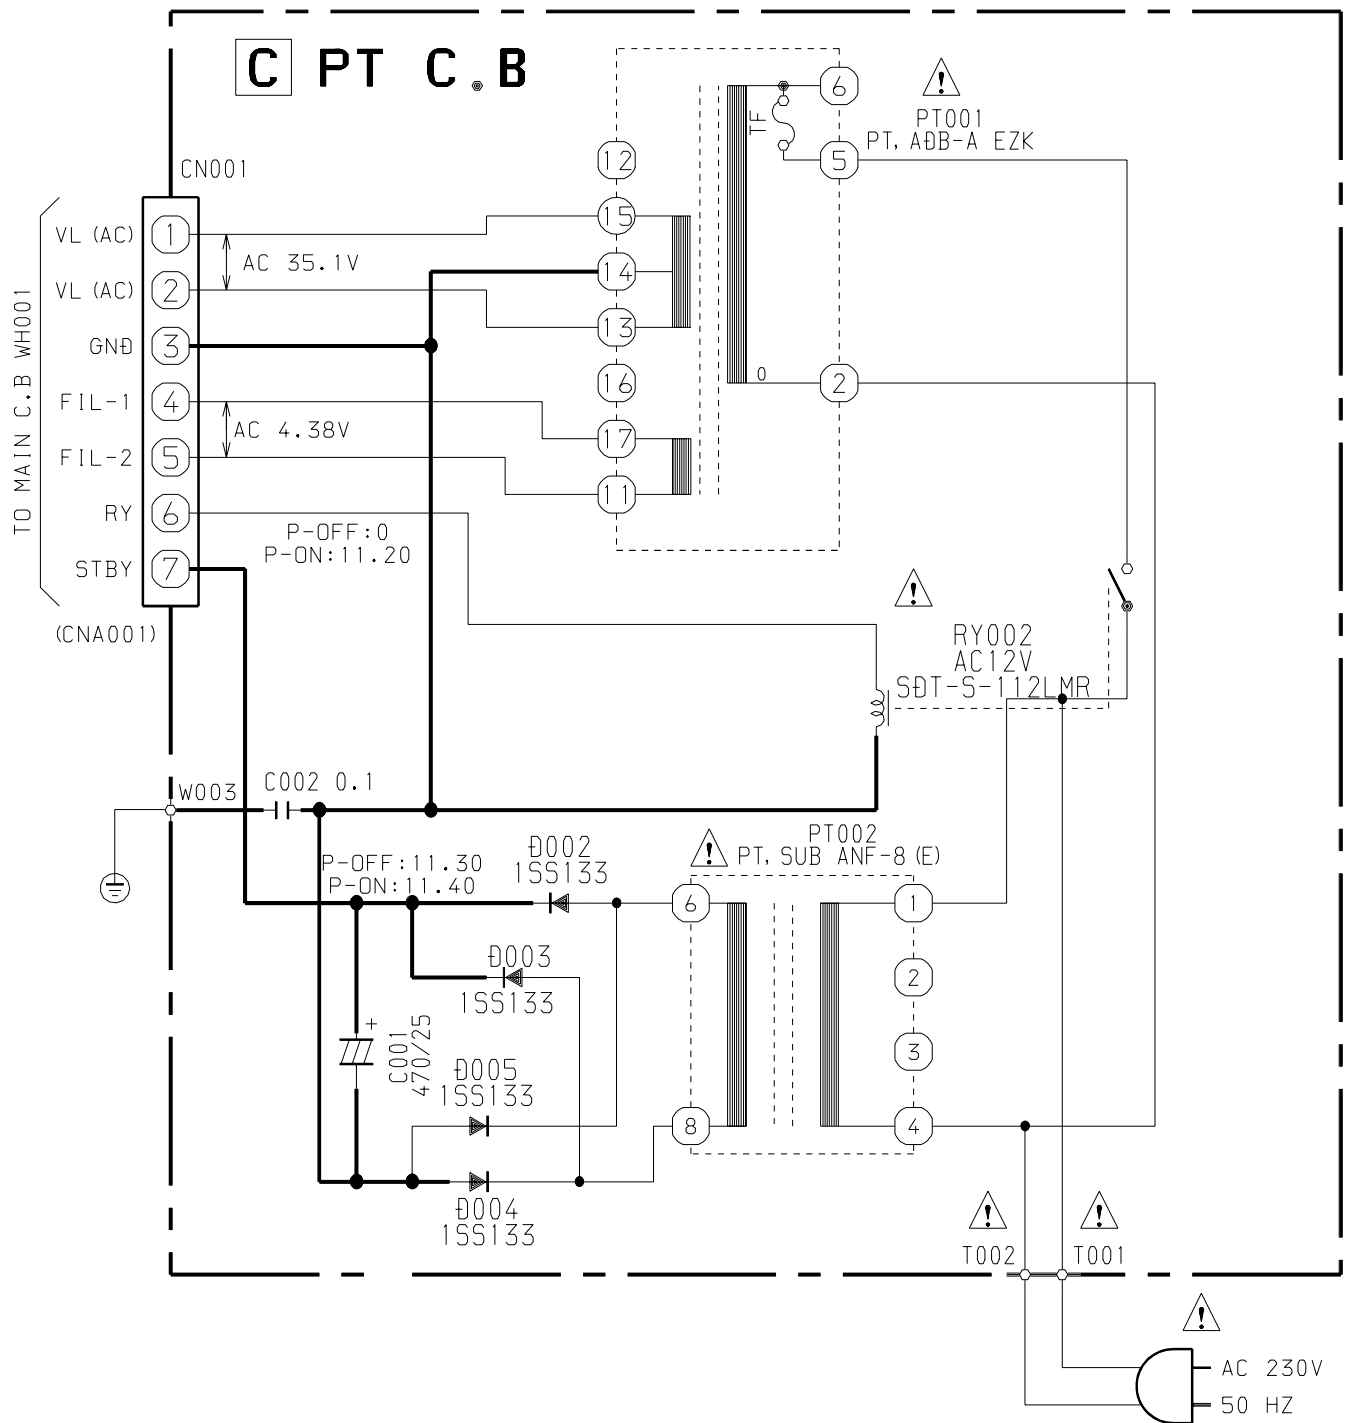 C PT C.B
PT001
PT, ADB-A EZK
TF
6
5
12
15
14
13
16
17
11
0
2
CN001
TO MAIN C.B WH001
VL (AC) 1
VL (AC) 2
GND 3
FIL-1 4
FIL-2 5
RY 6
STBY 7
(CNA001)
AC 35.1V
AC 4.38V
P-OFF:0
P-ON:11.20
RY002
AC12V
SDT-S-112LMR
W003
C002 0.1
P-OFF:11.30
P-ON:11.40
D002
1SS133
D003
1SS133
+
C001
470/25
D005
1SS133
D004
1SS133
PT002
PT, SUB ANF-8 (E)
6
8
1
2
3
4
T002
T001
AC 230V
50 HZ